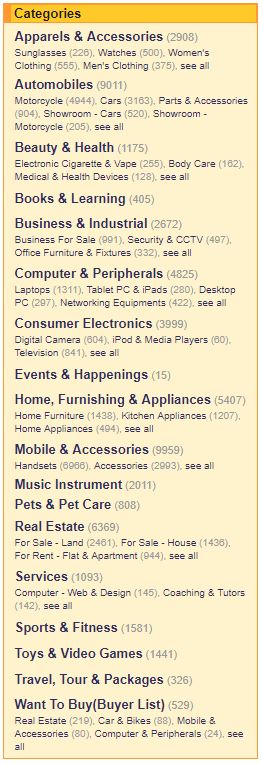 Categories
Apparels & Accessories (2908)
Sunglasses (226), Watches (500), Women's
Clothing (555), Men's Clothing (375), see all
Automobiles (9011)
Motorcycle (4944), Cars (3163), Parts & Accessories
(904), Showroom - Cars (520), Showroom -
Motorcycle (205), see all
Beauty & Health (1175)
Electronic Cigarette & Vape (255), Body Care (162),
Medical & Health Devices (128), see all
Books & Learning (405)
Business & Industrial (2672)
Business For Sale (991), Security & CCTV (497),
Office Furniture & Fixtures (332), see all
Computer & Peripherals (4825)
Laptops (1311), Tablet PC & iPads (280), Desktop
PC (297), Networking Equipments (422), see all
Consumer Electronics (3999)
Digital Camera (604), iPod & Media Players (60),
Television (841), see all
Events & Happenings (15)
Home, Furnishing & Appliances (5407)
Home Furniture (1438), Kitchen Appliances (1207),
Home Appliances (494), see all
Mobile & Accessories (9959)
Handsets (6966), Accessories (2993), see all
Music Instrument (2011)
Pets & Pet Care (808)
Real Estate (6369)
For Sale - Land (2461), For Sale - House (1436),
For Rent - Flat & Apartment (944), see all
Services (1093)
Computer - Web & Design (145), Coaching & Tutors
(142), see all
Sports & Fitness (1581)
Toys & Video Games (1441)
Travel, Tour & Packages (326)
Want To Buy(Buyer List) (529)
Real Estate (219), Car & Bikes (88), Mobile &
Accessories (80), Computer & Peripherals (24), see
all